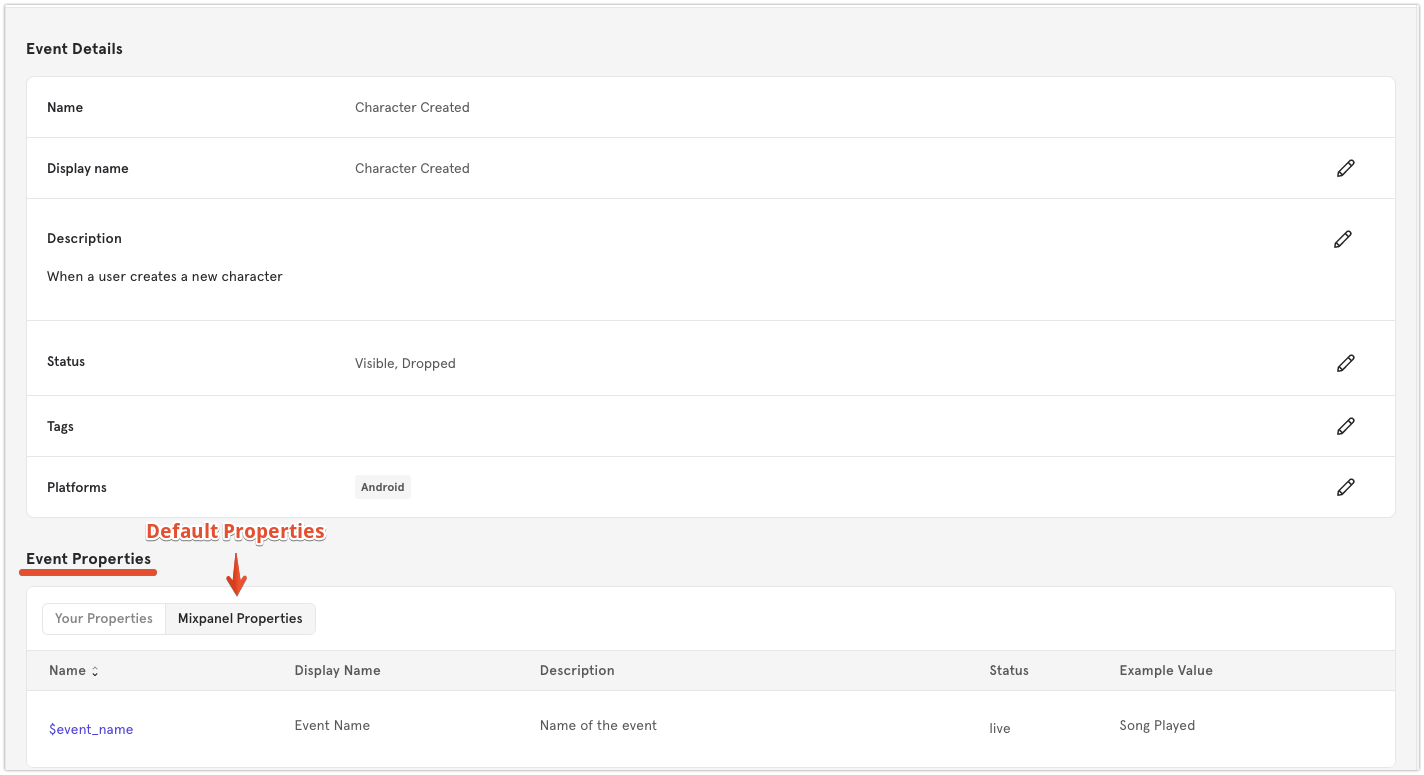 Event Details
Name Character Created
Display name Character Created
Description
When a user creates a new character
Status Visible, Dropped
Tags
Platforms Android
Default Properties
Event Properties
Your Properties Mixpanel Properties
Name Display Name Description Status Example Value
$event_name Event Name Name of the event live Song Played